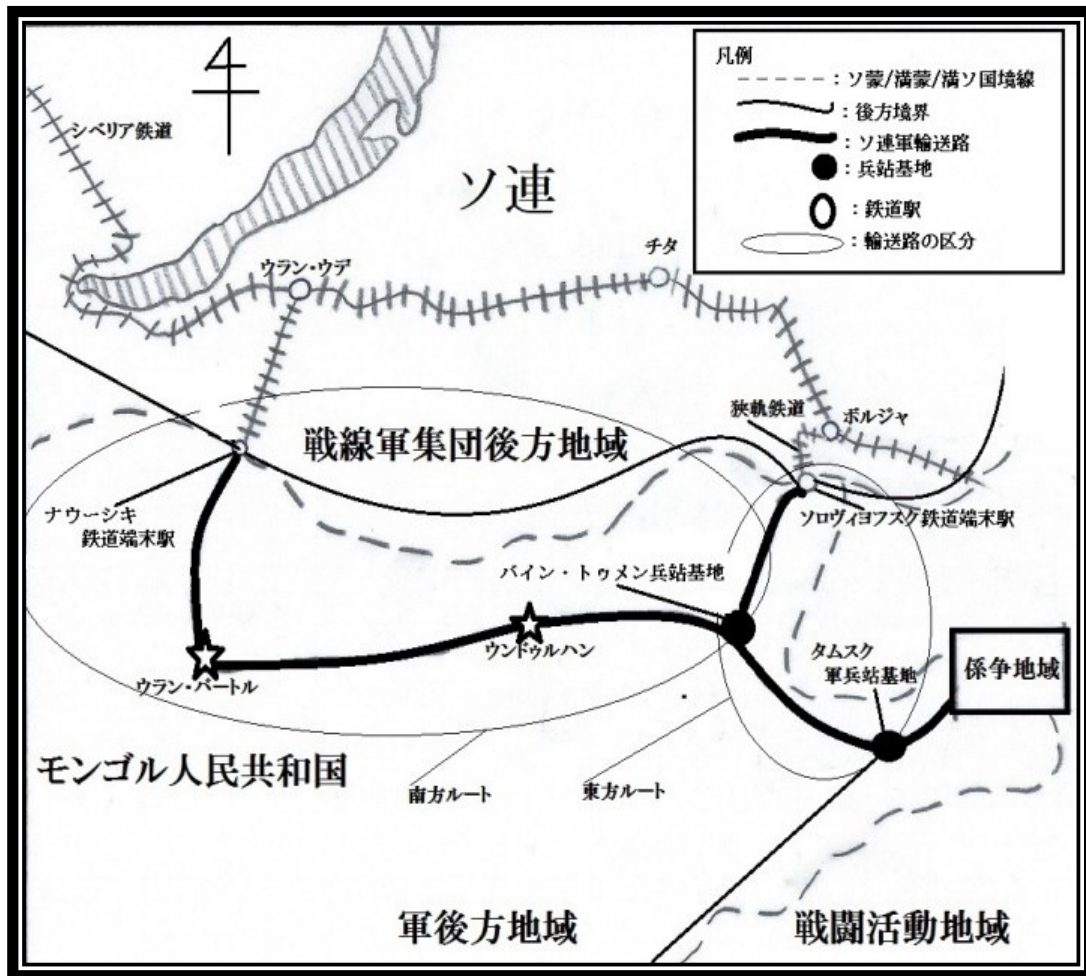 凡例
：ソ蒙/満蒙/満ソ国境線
：後方境界
：ソ連軍輸送路
：兵站基地
：鉄道駅
：輸送路の区分
シベリア鉄道
ソ連
ウラン・ウデ
チタ
狭軌鉄道
ボルジャ
戦線軍集団後方地域
ナウーシキ
鉄道端末駅
ソロヴィヨフスク鉄道端末駅
バイン・トゥメン兵站基地
ウンドゥルハン
ウラン・バートル
タムスク
軍兵站基地
係争地域
モンゴル人民共和国
南方ルート
東方ルート
軍後方地域
戦闘活動地域